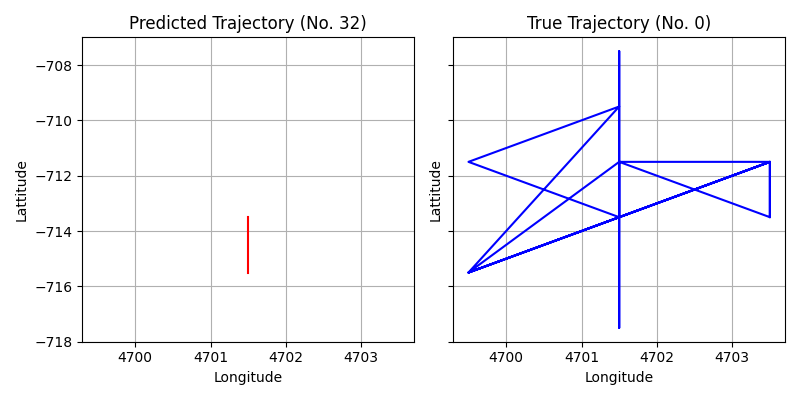 Predicted Trajectory (No. 32)
−708
−710
−712
−714
−716
−718
Lattitude
4700 4701 4702 4703
Longitude
True Trajectory (No. 0)
Lattitude
4700 4701 4702 4703
Longitude